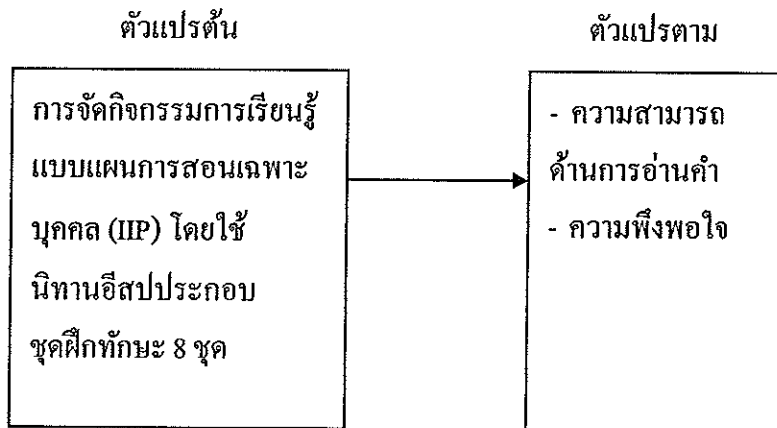 ตัวแปรต้น
การจัดกิจกรรมการเรียนรู้
แบบแผนการสอนเฉพาะ
บุคคล (IIP) โดยใช้
นิทานอีสปประกอบ
ชุดฝึกทักษะ 8 ชุด
ตัวแปรตาม
- ความสามารถ
ด้านการอ่านคำ
- ความพึงพอใจ